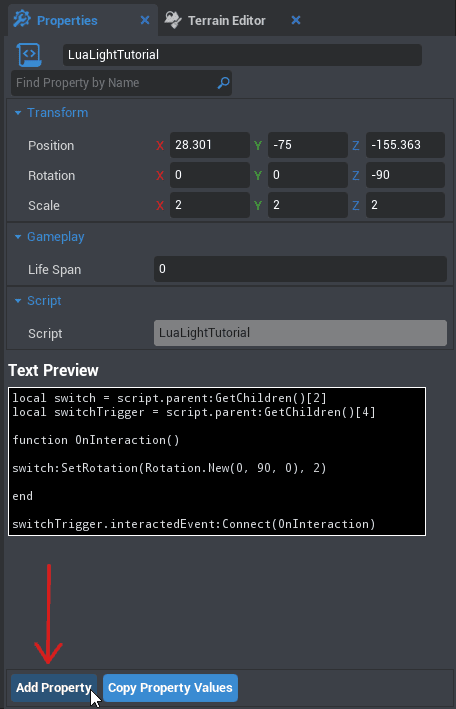 Properties Terrain Editor
LuaLightTutorial
Find Property by Name
Transform
Position X 28.301 Y -75 Z -155.363
Rotation X 0 Y 0 Z -90
Scale X 2 Y 2 Z 2
Gameplay
Life Span 0
Script
Script LuaLightTutorial
Text Preview
local switch = script.parent:GetChildren()[2]
local switchTrigger = script.parent:GetChildren()[4]
function OnInteraction()
switch:SetRotation(Rotation.New(0, 90, 0), 2)
end
switchTrigger.interactedEvent:Connect(OnInteraction)
Add Property Copy Property Values